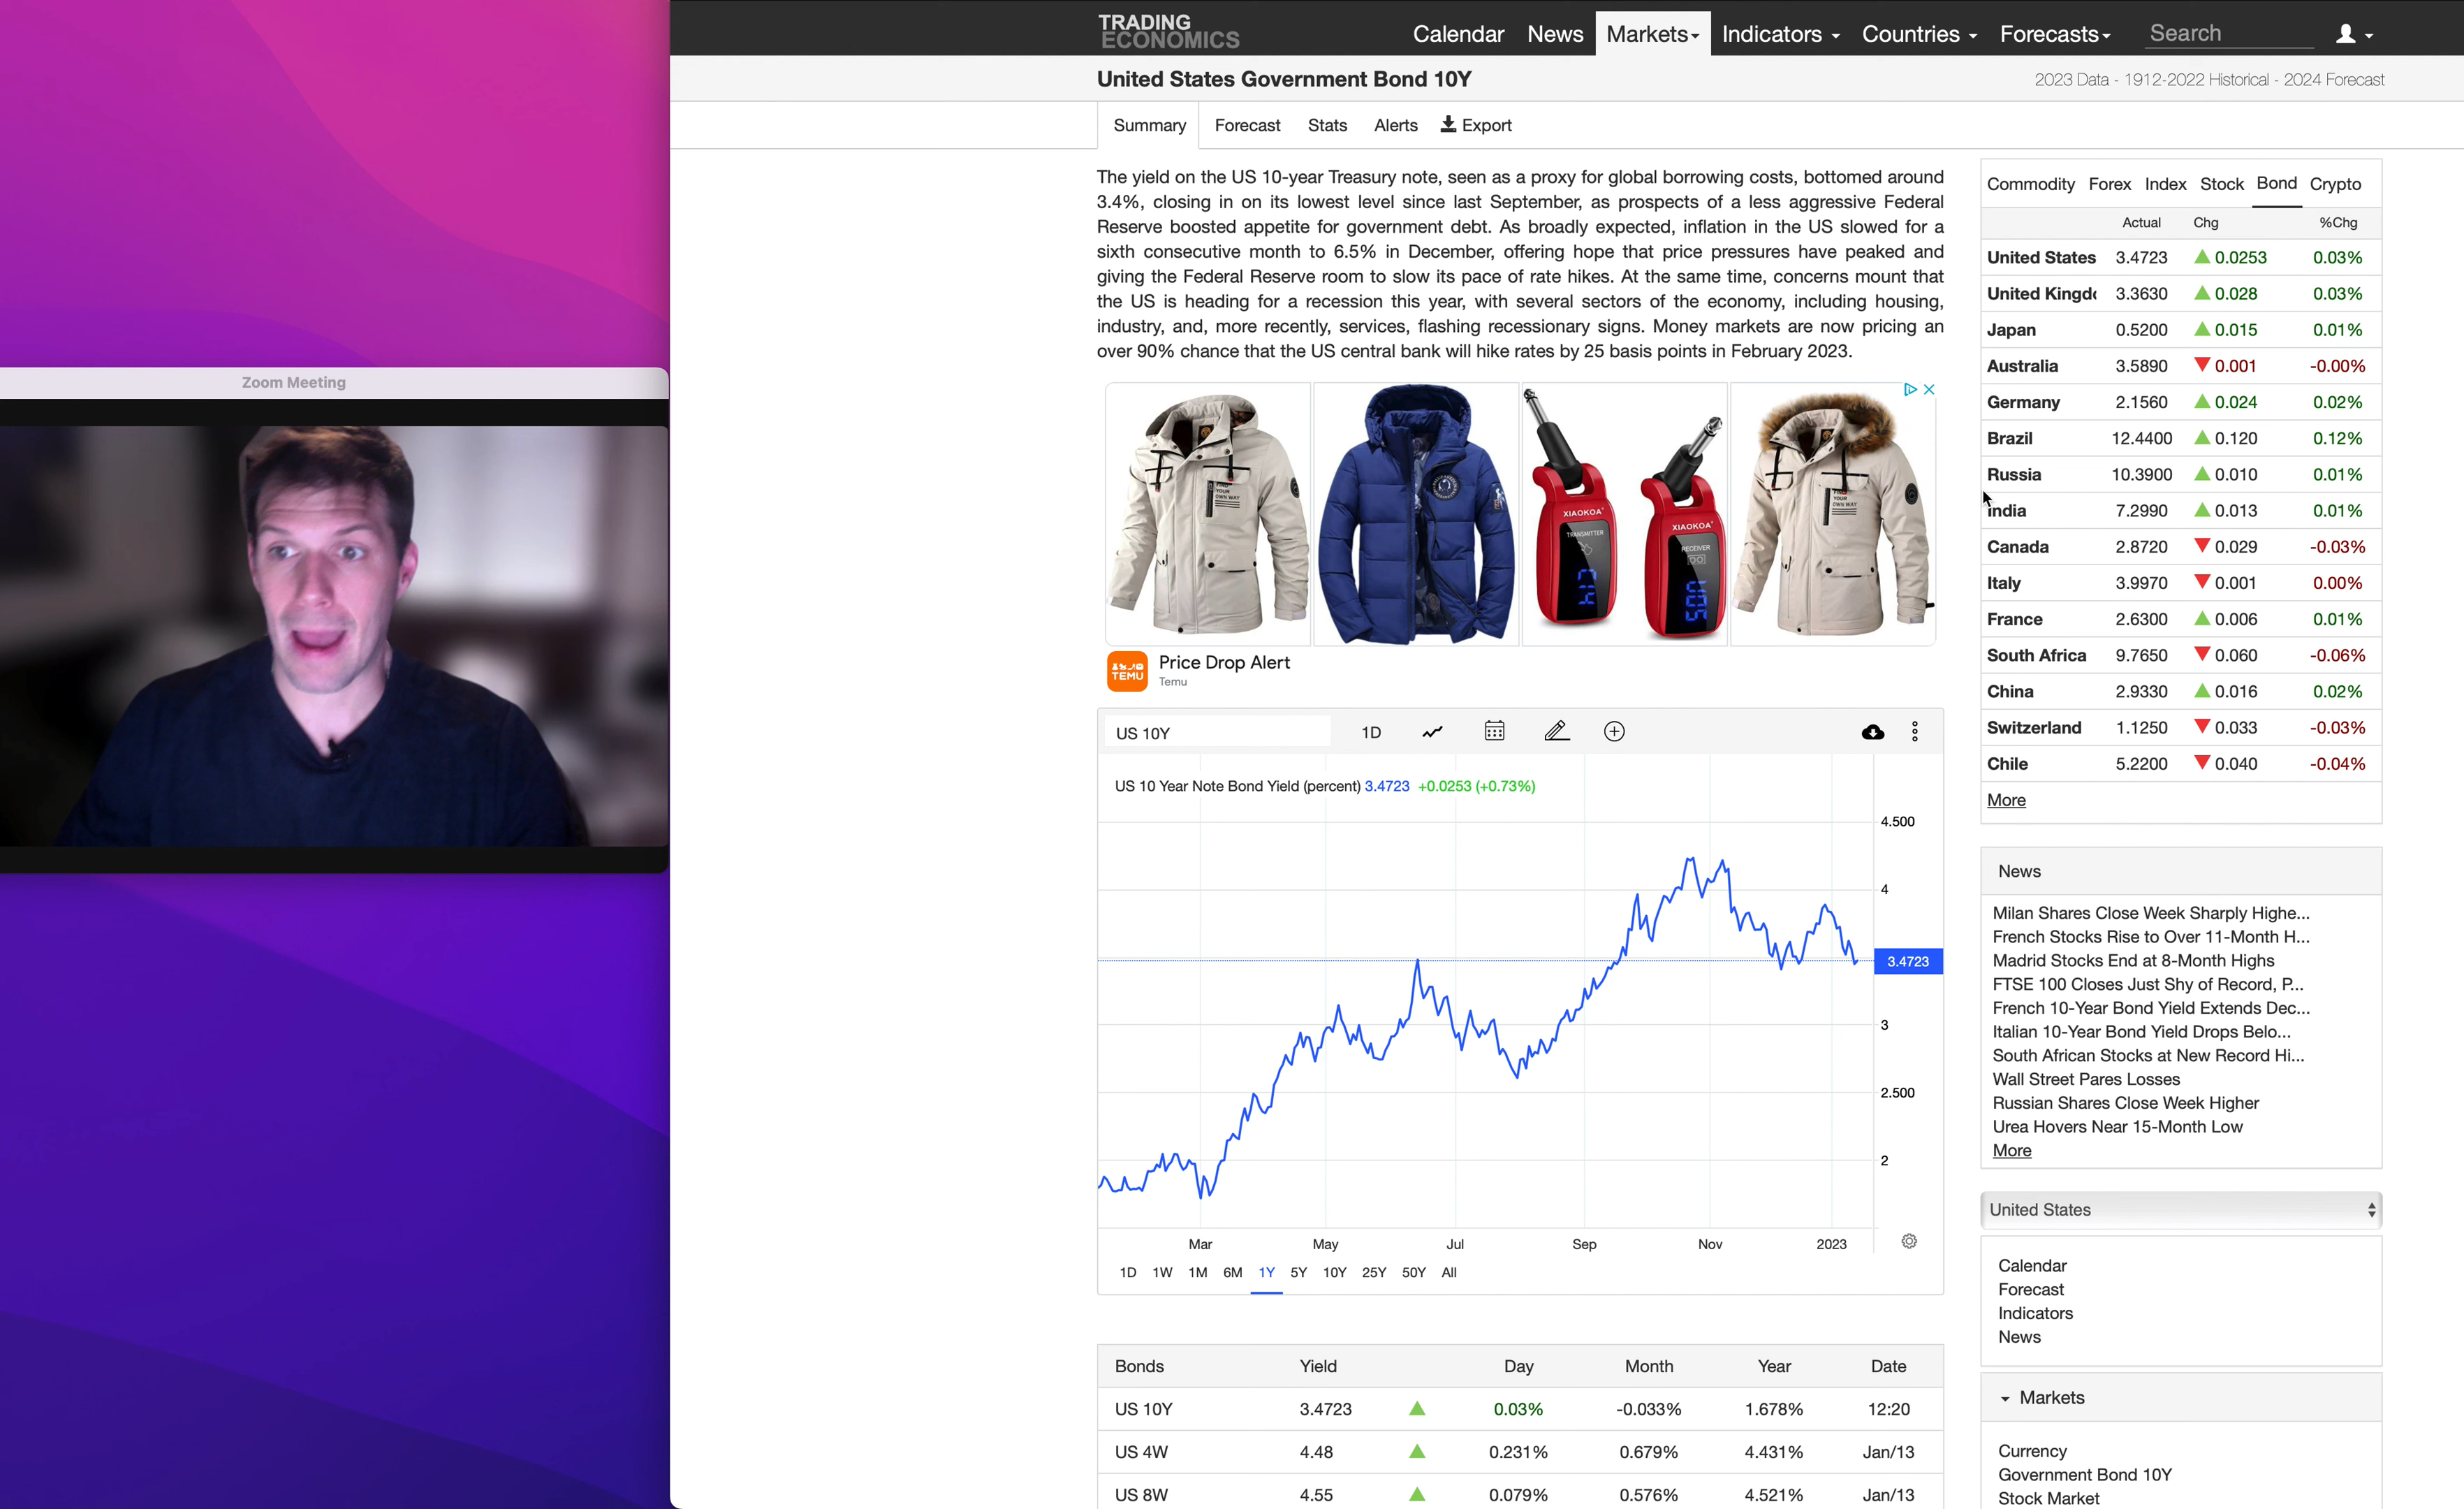 TRADING
ECONOMICS
Calendar News Markets Indicators Countries Forecasts Search
United States Government Bond 10Y
2023 Data - 1912-2022 Historical - 2024 Forecast
Summary Forecast Stats Alerts Export
The yield on the US 10-year Treasury note, seen as a proxy for global borrowing costs, bottomed around
3.4%, closing in on its lowest level since last September, as prospects of a less aggressive Federal
Reserve boosted appetite for government debt. As broadly expected, inflation in the US slowed for a
sixth consecutive month to 6.5% in December, offering hope that price pressures have peaked and
giving the Federal Reserve room to slow its pace of rate hikes. At the same time, concerns mount that
the US is heading for a recession this year, with several sectors of the economy, including housing,
industry, and, more recently, services, flashing recessionary signs. Money markets are now pricing an
over 90% chance that the US central bank will hike rates by 25 basis points in February 2023.
Zoom Meeting
YOUR
OWN WAY
XIAOKOA
TRANSMITTER
XIAOKOA
RECEIVER
YOUR
OWN WAY
TEMU
Price Drop Alert
Temu
US 10Y 1D
US 10 Year Note Bond Yield (percent) 3.4723 +0.0253 (+0.73%)
4.500
4
3.4723
3
2.500
2
Mar May Jul Sep Nov 2023
1D 1W 1M 6M 1Y 5Y 10Y 25Y 50Y All
Bonds Yield Day Month Year Date
US 10Y 3.4723 0.03% -0.033% 1.678% 12:20
US 4W 4.48 0.231% 0.679% 4.431% Jan/13
US 8W 4.55 0.079% 0.576% 4.521% Jan/13
Commodity Forex Index Stock Bond Crypto
Actual Chg %Chg
United States 3.4723 0.0253 0.03%
United Kingd 3.3630 0.028 0.03%
Japan 0.5200 0.015 0.01%
Australia 3.5890 0.001 -0.00%
Germany 2.1560 0.024 0.02%
Brazil 12.4400 0.120 0.12%
Russia 10.3900 0.010 0.01%
India 7.2990 0.013 0.01%
Canada 2.8720 0.029 -0.03%
Italy 3.9970 0.001 0.00%
France 2.6300 0.006 0.01%
South Africa 9.7650 0.060 -0.06%
China 2.9330 0.016 0.02%
Switzerland 1.1250 0.033 -0.03%
Chile 5.2200 0.040 -0.04%
More
News
Milan Shares Close Week Sharply Highe...
French Stocks Rise to Over 11-Month H...
Madrid Stocks End at 8-Month Highs
FTSE 100 Closes Just Shy of Record, P...
French 10-Year Bond Yield Extends Dec...
Italian 10-Year Bond Yield Drops Belo...
South African Stocks at New Record Hi...
Wall Street Pares Losses
Russian Shares Close Week Higher
Urea Hovers Near 15-Month Low
More
United States
Calendar
Forecast
Indicators
News
Markets
Currency
Government Bond 10Y
Stock Market